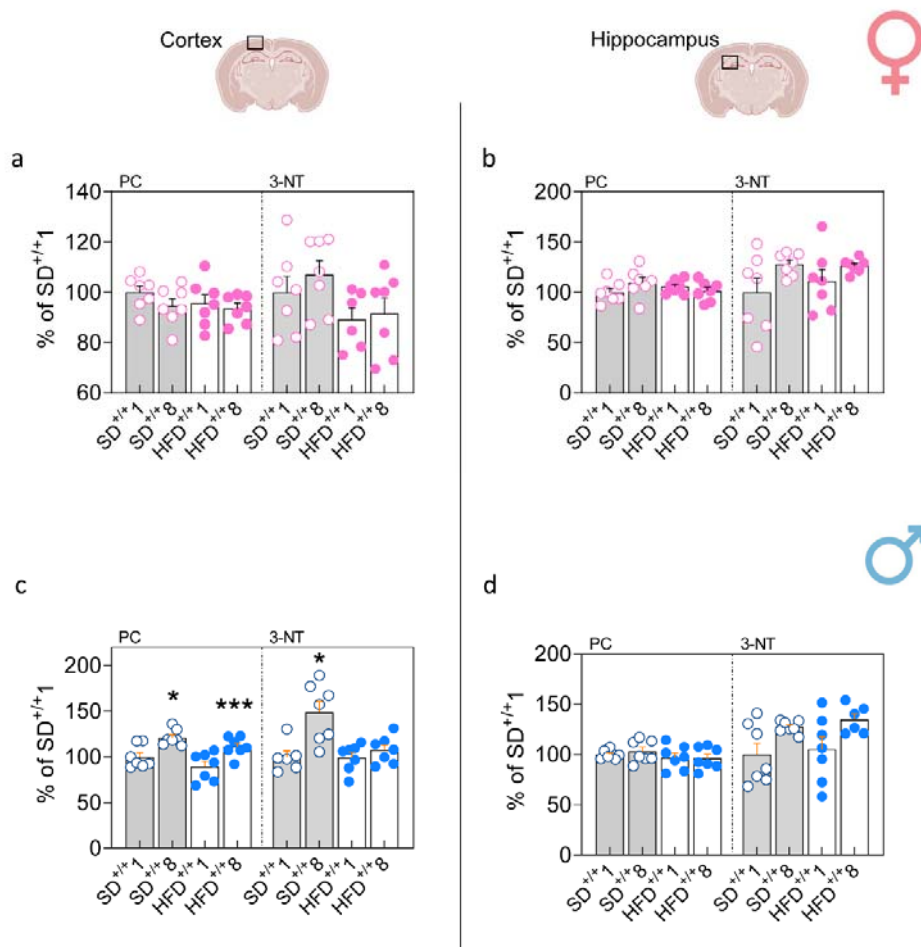 Cortex
Hippocampus
a
PC
3-NT
% of SD+/+1
140
120
100
80
60
SD+/+1
SD+/+8
HFD+/+1
HFD+/+8
SD+/+1
SD+/+8
HFD+/+1
HFD+/+8
b
PC
3-NT
% of SD+/+1
200
150
100
50
0
SD+/+1
SD+/+8
HFD+/+1
HFD+/+8
SD+/+1
SD+/+8
HFD+/+1
HFD+/+8
c
PC
3-NT
% of SD+/+1
200
150
100
50
0
*
***
*
SD+/+1
SD+/+8
HFD+/+1
HFD+/+8
SD+/+1
SD+/+8
HFD+/+1
HFD+/+8
d
PC
3-NT
% of SD+/+1
200
150
100
50
0
SD+/+1
SD+/+8
HFD+/+1
HFD+/+8
SD+/+1
SD+/+8
HFD+/+1
HFD+/+8